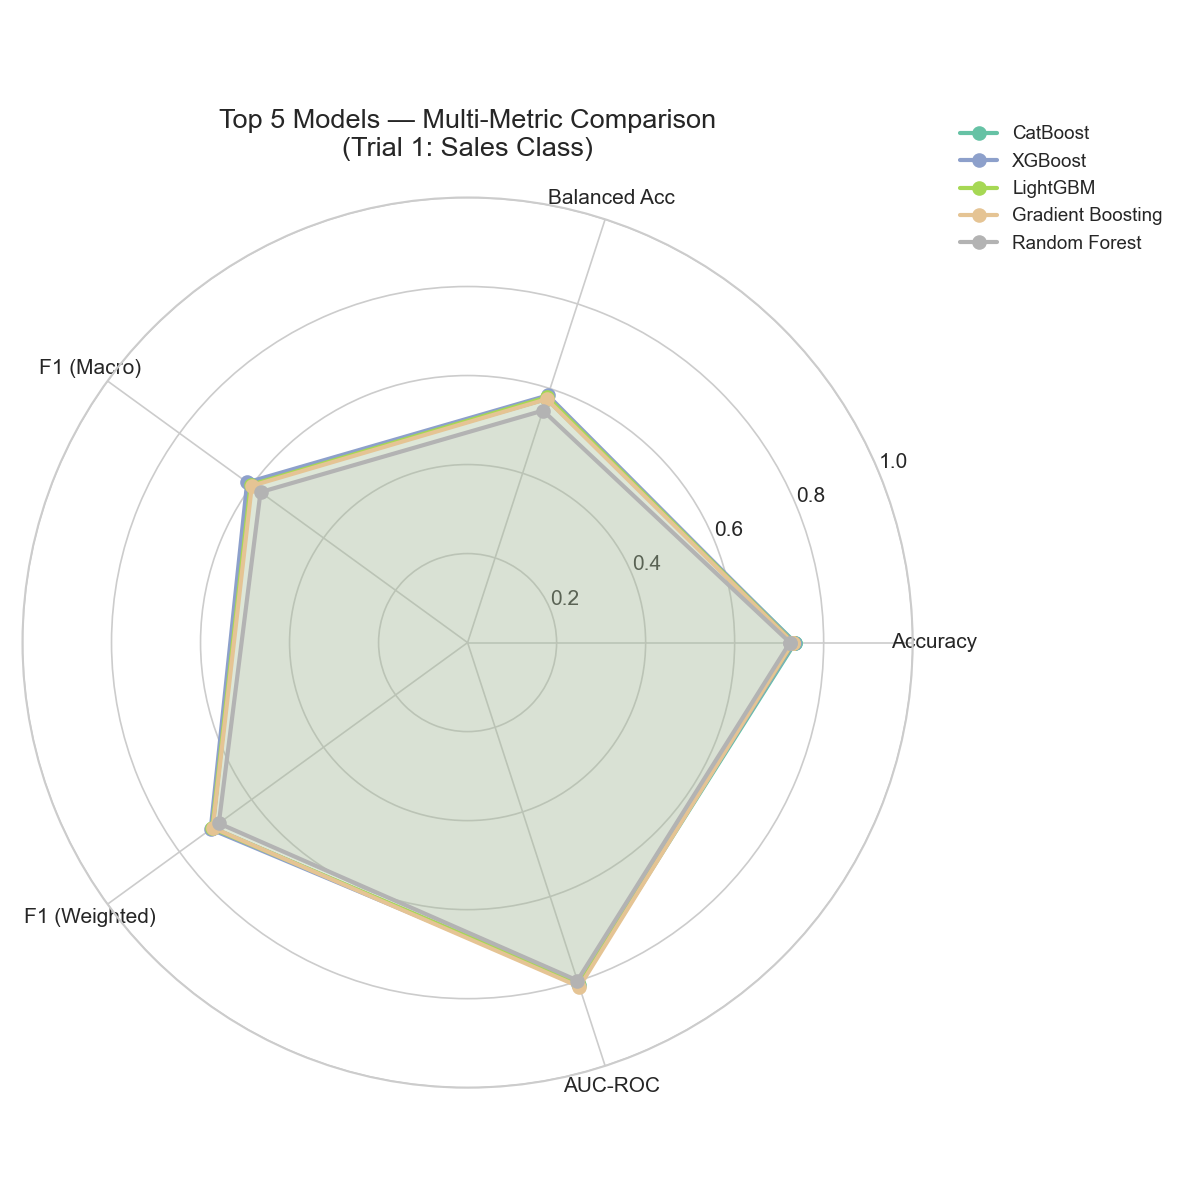 Top 5 Models — Multi-Metric Comparison
(Trial 1: Sales Class)
CatBoost
XGBoost
LightGBM
Gradient Boosting
Random Forest
Balanced Acc
F1 (Macro)
1.0
0.8
0.6
0.4
0.2
Accuracy
F1 (Weighted)
AUC-ROC